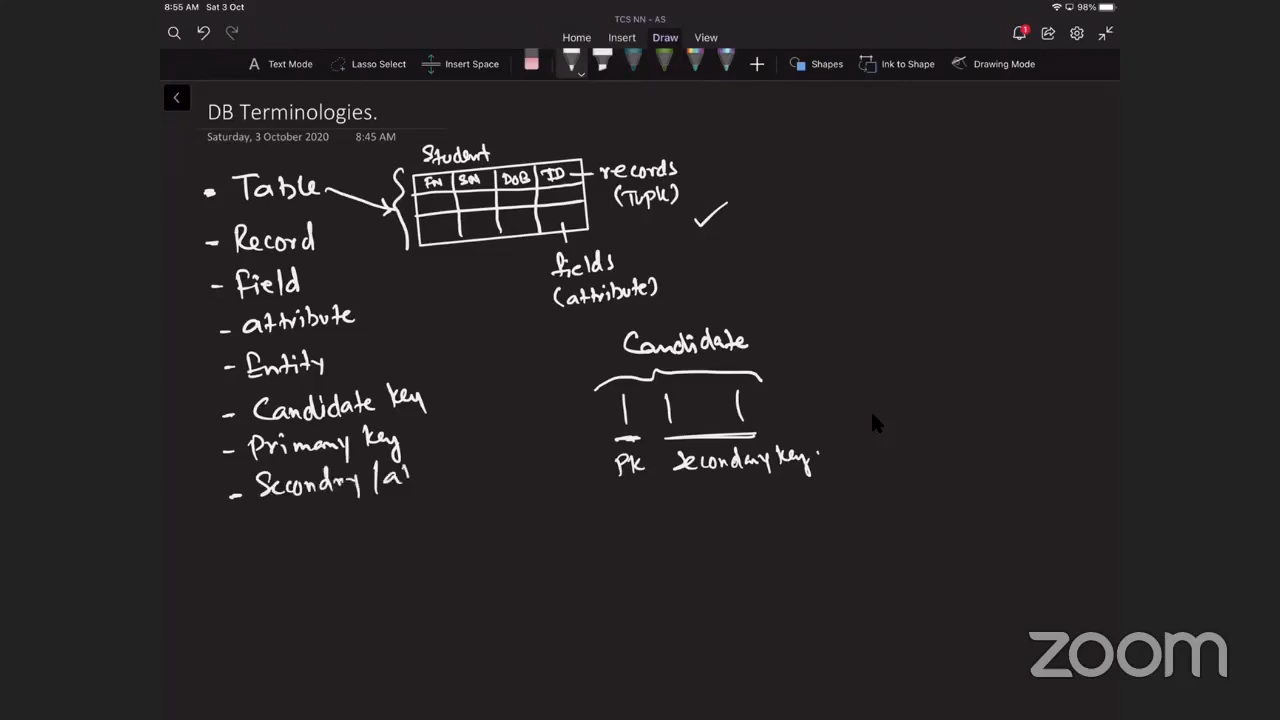 8:55 AM Sat 3 Oct
98%
TCS NN - AS
Home Insert Draw View
1
A Text Mode Lasso Select Insert Space Shapes Ink to Shape Drawing Mode
DB Terminologies.
Saturday, 3 October 2020 8:45 AM
Student
• Table
FN SN DOB ID
records
(Tuple)
- Record
fields
(attribute)
- field
- attribute
Candidate
- Entity
- Candidate key
- Primary key
PK Secondary key.
- Secondry / a
zoom